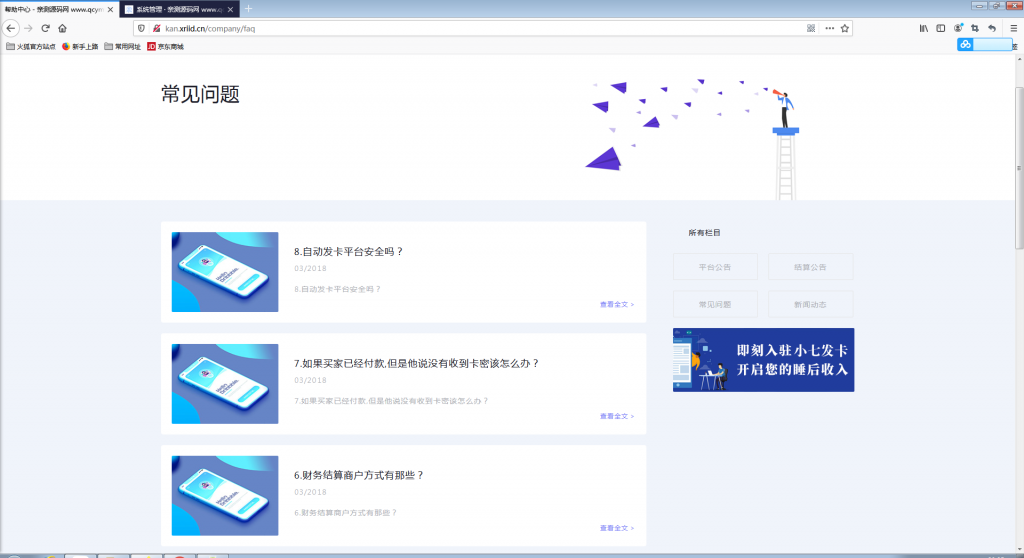 帮助中心 - 亲测源码网 www.qcym
系统管理 - 亲测源码网 www.q
kan.xrlid.cn/company/faq
火狐官方站点
新手上路
常用网址
JD 京东商城
常见问题
8.自动发卡平台安全吗？
03/2018
8.自动发卡平台安全吗？
查看全文 >
7.如果买家已经付款,但是他说没有收到卡密该怎么办？
03/2018
7.如果买家已经付款,但是他说没有收到卡密该怎么办？
查看全文 >
6.财务结算商户方式有那些？
03/2018
6.财务结算商户方式有那些？
查看全文 >
所有栏目
平台公告
结算公告
常见问题
新闻动态
即刻入驻小七发卡
开启您的睡后收入